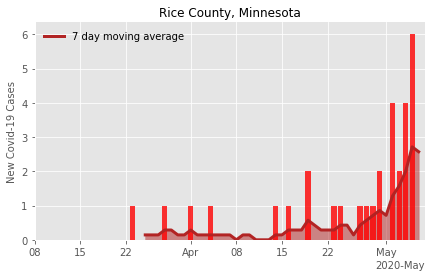 Rice County, Minnesota
7 day moving average
New Covid-19 Cases
6
5
4
3
2
1
0
08 15 22 Apr 08 15 22 May
2020-May